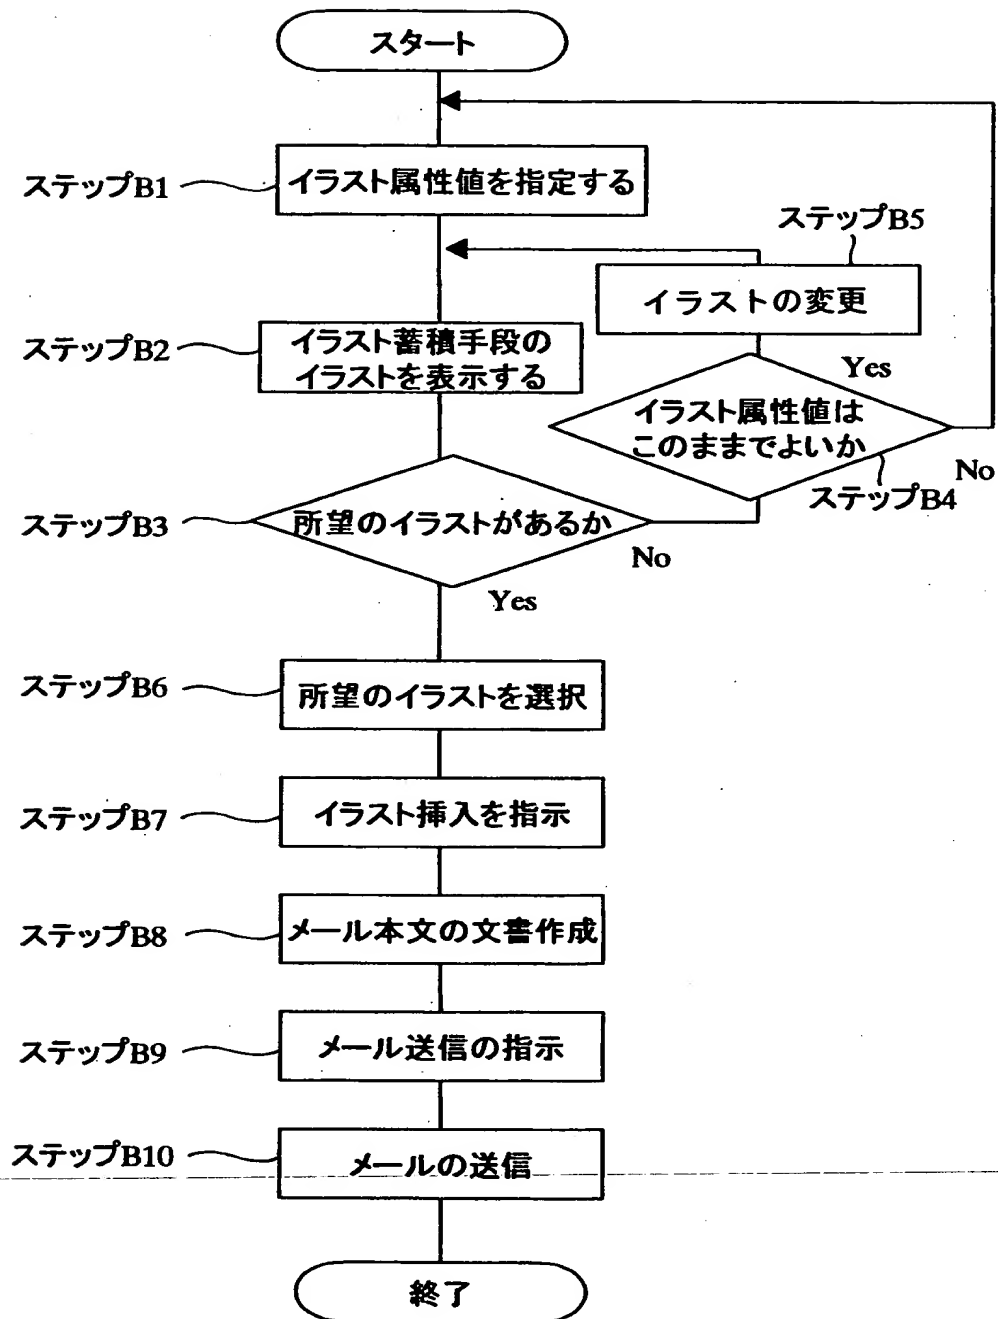 スタート
ステップB1
イラスト属性値を指定する
ステップB5
イラストの変更
ステップB2
イラスト蓄積手段の
イラストを表示する
Yes
イラスト属性値は
このままでよいか
No
ステップB4
ステップB3
所望のイラストがあるか
No
Yes
ステップB6
所望のイラストを選択
ステップB7
イラスト挿入を指示
ステップB8
メール本文の文書作成
ステップB9
メール送信の指示
ステップB10
メールの送信
終了